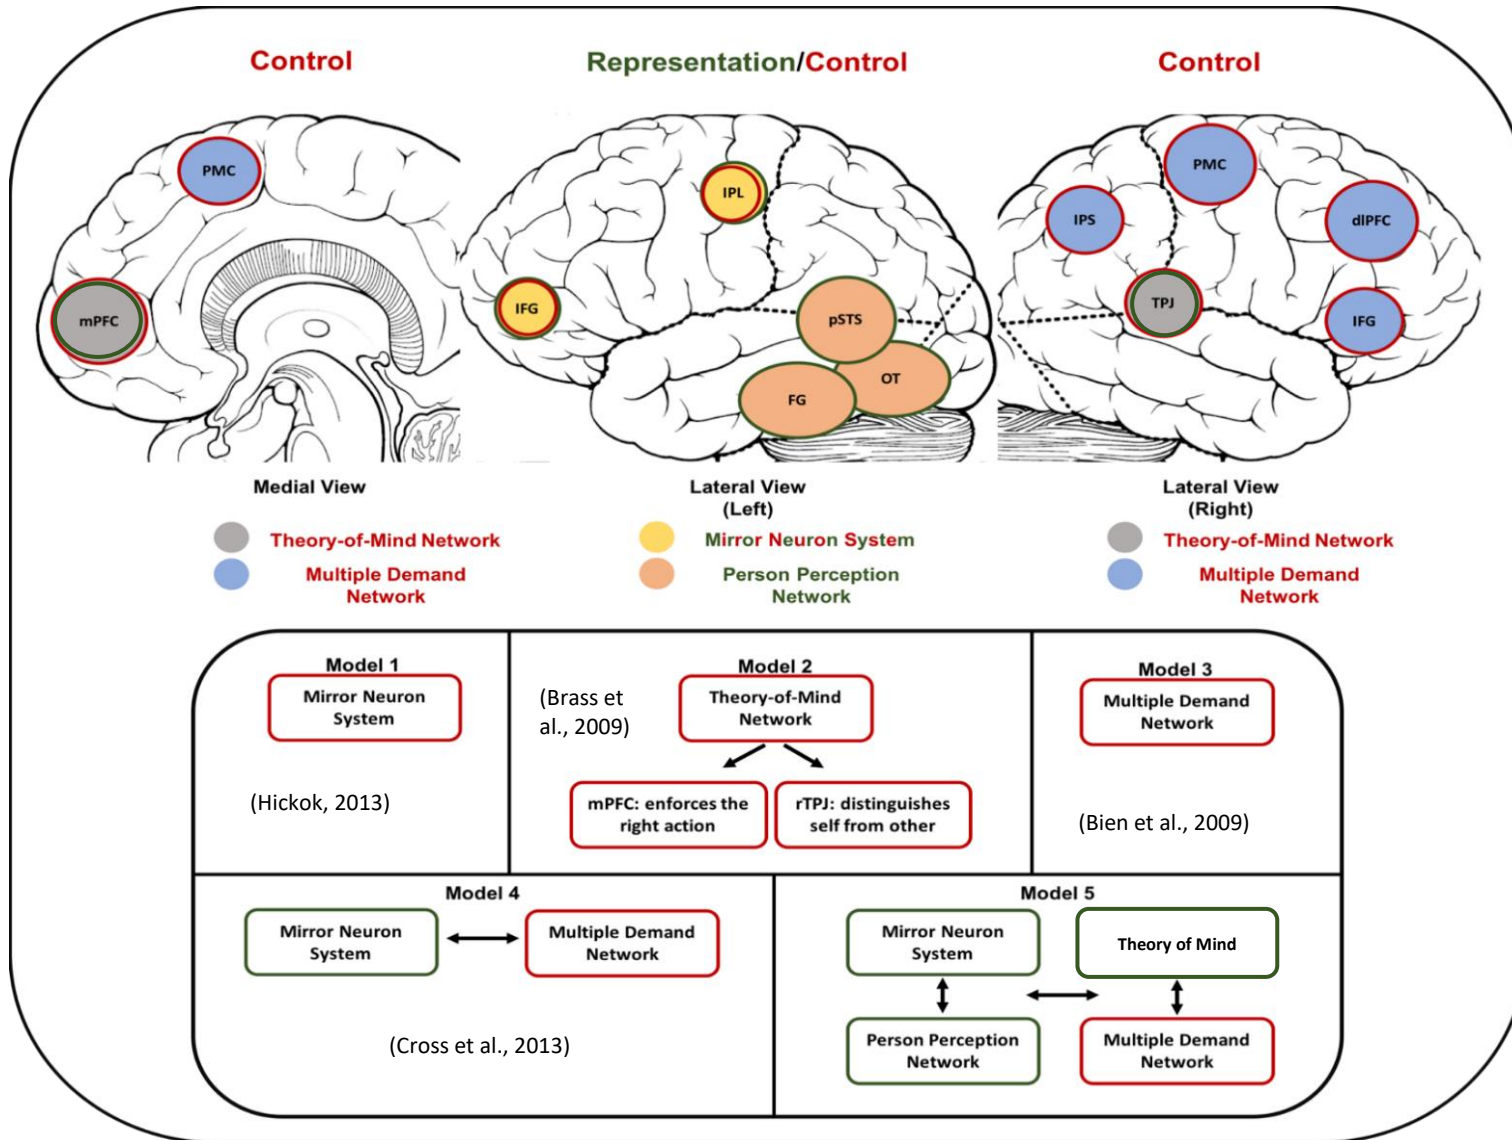 Control
Representation/Control
Control
PMC
mPFC
IPL
IFG
pSTS
OT
FG
PMC
IPS
dlPFC
TPJ
IFG
Medial View
Lateral View
(Left)
Lateral View
(Right)
Theory-of-Mind Network
Multiple Demand
Network
Mirror Neuron System
Person Perception
Network
Theory-of-Mind Network
Multiple Demand
Network
Model 1
Mirror Neuron
System
(Hickok, 2013)
Model 2
(Brass et
al., 2009)
Theory-of-Mind
Network
mPFC: enforces the
right action
rTPJ: distinguishes
self from other
Model 3
Multiple Demand
Network
(Bien et al., 2009)
Model 4
Mirror Neuron
System
Multiple Demand
Network
(Cross et al., 2013)
Model 5
Mirror Neuron
System
Theory of Mind
Person Perception
Network
Multiple Demand
Network